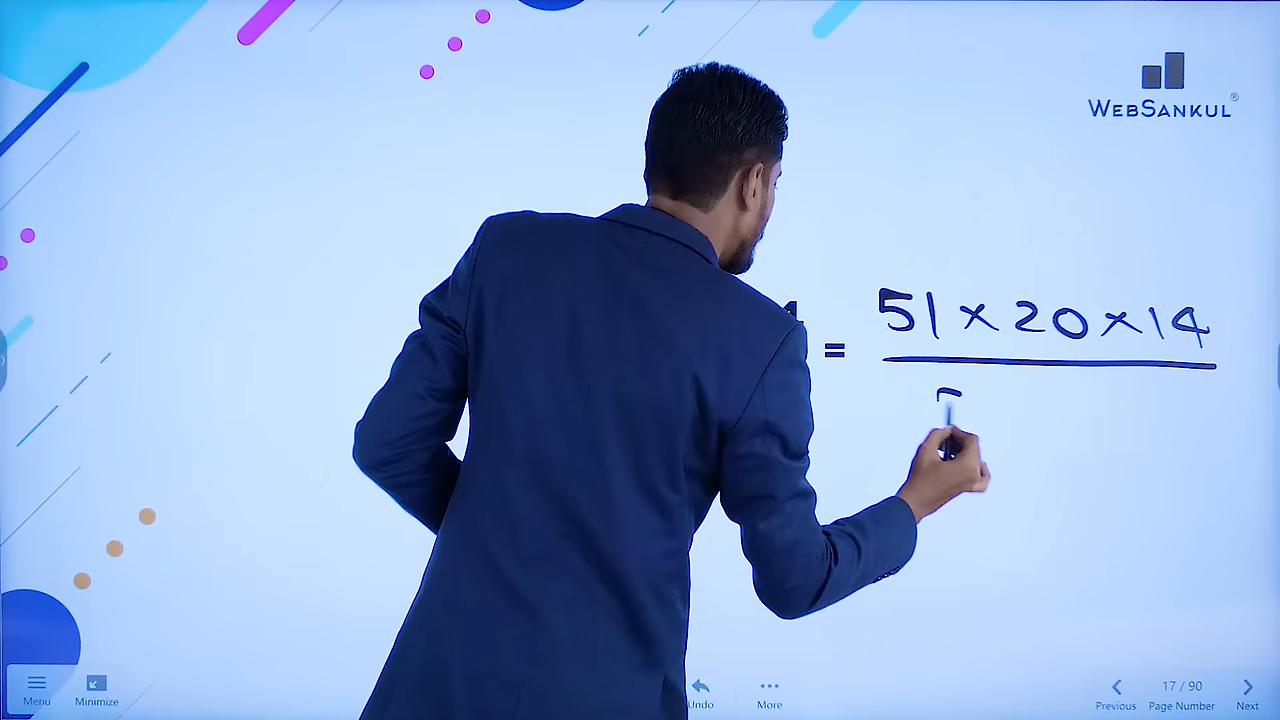 WEBSANKUL®
= 51 × 20 × 14
Menu
Minimize
Undo
More
Previous
17 / 90
Page Number
Next